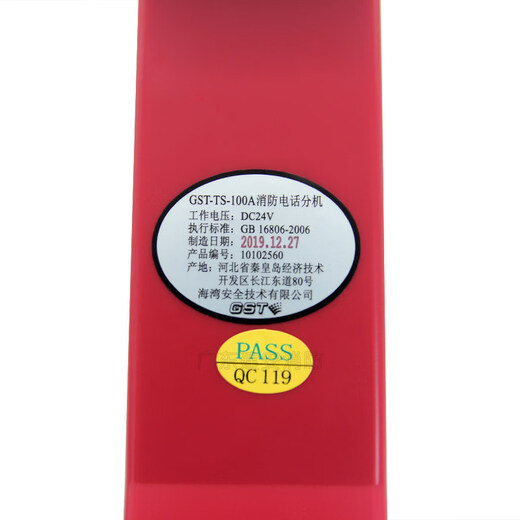 GST-TS-100A消防电话分机
工作电压: DC24V
执行标准: GB 16806-2006
制造日期: 2019.12.27
产品编号: 10102560
产地: 河北省秦皇岛经济技术
开发区长江东道80号
海湾安全技术有限公司
GST
PASS
QC 119